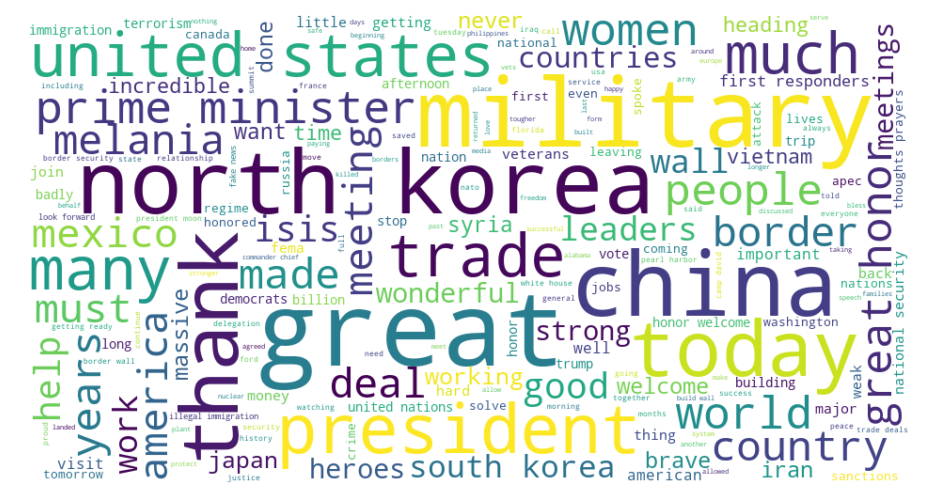 immigration terrorism nothing
canada
united states
including
incredible
prime minister
melania
little getting never
done
home
summit
france
afternoon
women
heading
countries
national iraq call
days
safe beginning tuesday philippines
vets
usa
around
europe
serve
much
first responders
meetings
military
service army
place even spoke
first
happy
last
tougher
florida
form
built
attack
lives
always
trip
thoughts prayers
want time
paying
saved
returned
love
media
border security state relationship
fake news
move
killed
borders
nation
veterans leaving
nato
wall vietnam
longer
north korea
join
badly
behalf
russia
regime
honored
look forward president moon
mexico
isis
meeting
stop
freedom
past
said
discussed
people
told
bless
everyone
apec
great honor
syria leaders border
successful
full
fema
stronger
commander chief
many
thank
made
trade
vote coming
pearl harbor
important
camp david
taking
back
nations
speech families
national security
china
alabama
white house
jobs
general
wonderful
democrats billion
must
massive
getting ready
continue
delegation
help
years
long
border wall
america
agreed
ford
great
honor
strong
honor welcome washington
well
today
need
meet
deal working good
hard
trump
welcome
going
make
building
weak
work
money
nuclear
illegal immigration
plant
watching
united nations
solve
morning
together
build wall
success
months
world
major
peace
trade deals
proud
landed
security
history
crime
president
thing
another
system
allowed
country
visit
tomorrow
protect
japan
justice
heroes south korea
brave
american
iran
sanctions
allow